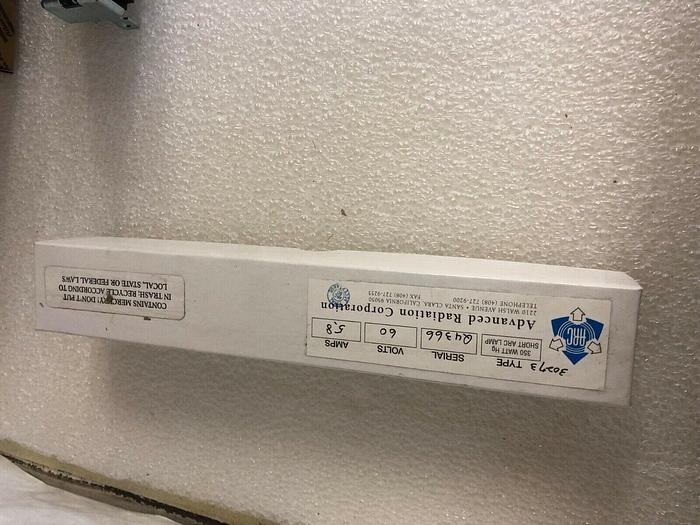 ARC
30273 TYPE SERIAL VOLTS AMPS
350 WATT Hg
SHORT ARC LAMP
Q4366 60 5.8
Advanced Radiation Corporation
2210 WALSH AVENUE • SANTA CLARA, CALIFORNIA 95050
TELEPHONE (408) 727-9200 FAX (408) 727-9255
CONTAINS MERCURY! DON'T PUT
IN TRASH. RECYCLE ACCORDING TO
LOCAL, STATE OR FEDERAL LAWS